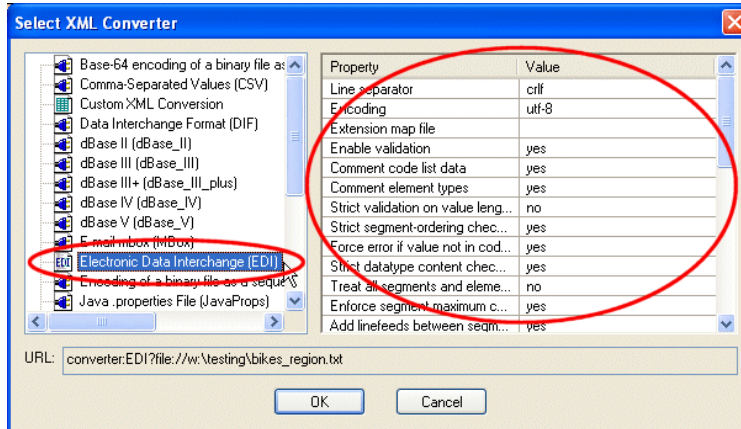 Select XML Converter
Base-64 encoding of a binary file as
Comma-Separated Values (CSV)
Custom XML Conversion
Data Interchange Format (DIF)
dBase II (dBase_II)
dBase III (dBase_III)
dBase III+ (dBase_III_plus)
dBase IV (dBase_IV)
dBase V (dBase_V)
E-mail mbox (MBox)
EDI Electronic Data Interchange (EDI)
Encoding of a binary file as a seque
Java .properties File (JavaProps)
Property Value
Line separator crlf
Encoding utf-8
Extension map file
Enable validation yes
Comment code list data yes
Comment element types yes
Strict validation on value leng... no
Strict segment-ordering chec... yes
Force error if value not in cod... yes
Strict datatype content chec... yes
Treat all segments and eleme... no
Enforce segment maximum c... yes
Add linefeeds between segm... yes
URL: converter:EDI?file://w:\testing\bikes_region.txt
OK Cancel